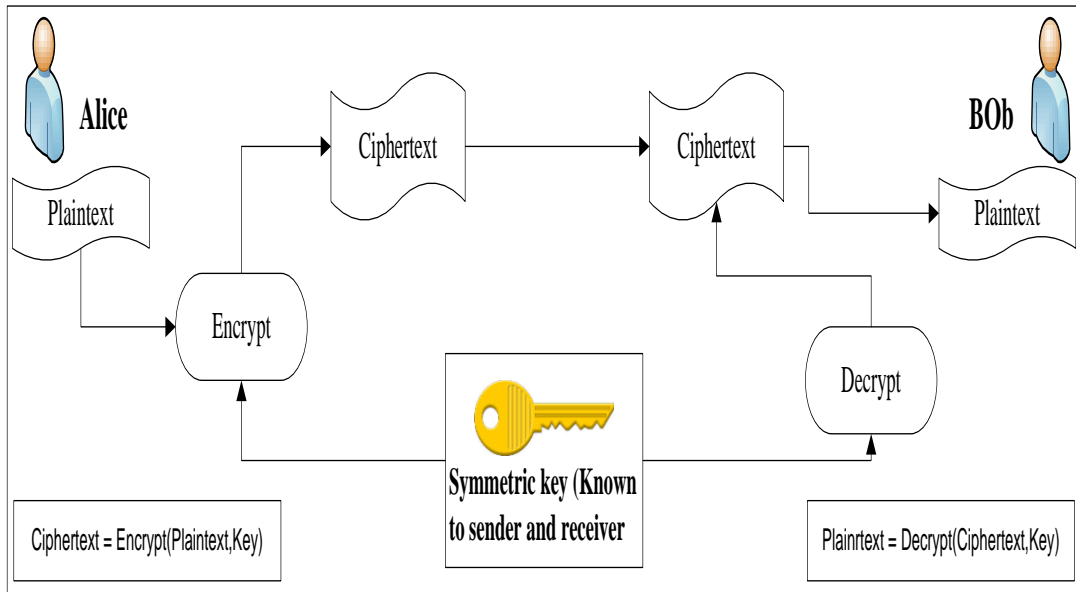 Alice
BOb
Plaintext
Ciphertext
Ciphertext
Plaintext
Encrypt
Decrypt
Symmetric key (Known
to sender and receiver
Ciphertext = Encrypt(Plaintext,Key)
Plainrtext = Decrypt(Ciphertext,Key)